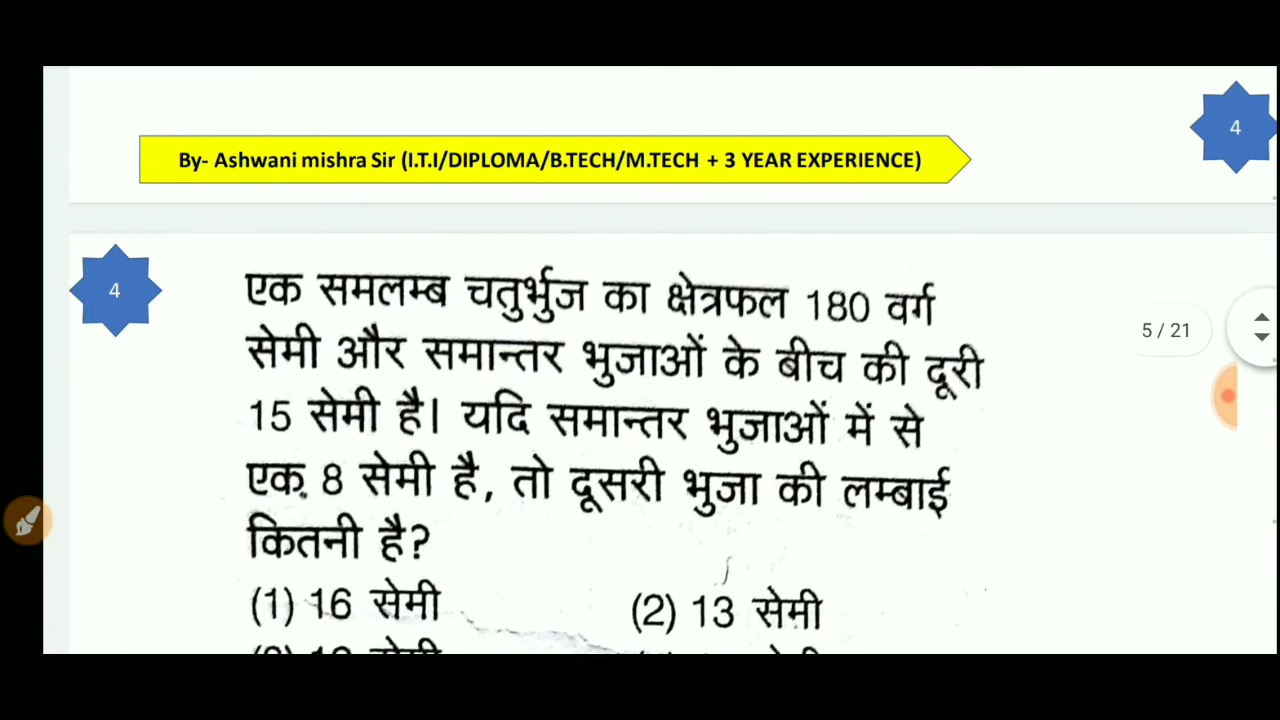 4
By- Ashwani mishra Sir (I.T.I/DIPLOMA/B.TECH/M.TECH + 3 YEAR EXPERIENCE)
4
एक समलम्ब चतुर्भुज का क्षेत्रफल 180 वर्ग
सेमी और समान्तर भुजाओं के बीच की दूरी
15 सेमी है। यदि समान्तर भुजाओं में से
एक 8 सेमी है, तो दूसरी भुजा की लम्बाई
कितनी है?
(1) 16 सेमी (2) 13 सेमी
5 / 21